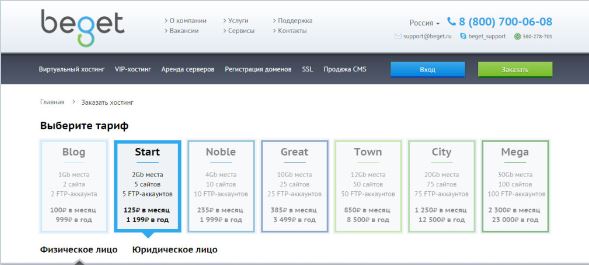 beget
О компании Услуги Поддержка
Вакансии Сервисы Контакты
Россия 8 (800) 700-06-08
support@beget.ru beget_support 580-278-705
Виртуальный хостинг VIP-хостинг Аренда серверов Регистрация доменов SSL Продажа CMS Вход Заказать
Главная > Заказать хостинг
Выберите тариф
Blog Start Noble Great Town City Mega
1Gb места 2Gb места 4Gb места 10Gb места 12Gb места 20Gb места 30Gb места
2 сайта 5 сайтов 10 сайтов 25 сайтов 50 сайтов 75 сайтов 100 сайтов
2 FTP-аккаунта 5 FTP-аккаунтов 10 FTP-аккаунтов 25 FTP-аккаунтов 50 FTP-аккаунтов 75 FTP-аккаунтов 100 FTP-аккаунтов
100₽ в месяц 125₽ в месяц 235₽ в месяц 385₽ в месяц 850₽ в месяц 1 250₽ в месяц 2 300₽ в месяц
999₽ в год 1 199₽ в год 1 999₽ в год 3 499₽ в год 8 500₽ в год 12 500₽ в год 23 000₽ в год
Физическое лицо Юридическое лицо